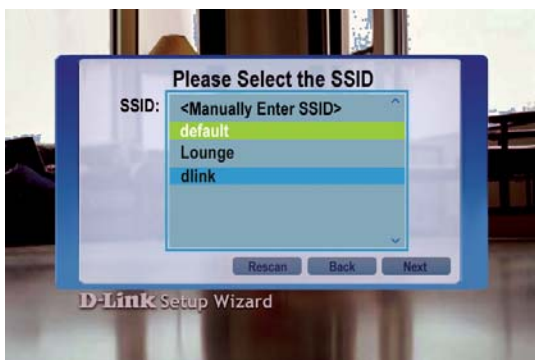 Please Select the SSID
SSID:
<Manually Enter SSID>
default
Lounge
dlink
Rescan Back Next
D-Link Setup Wizard